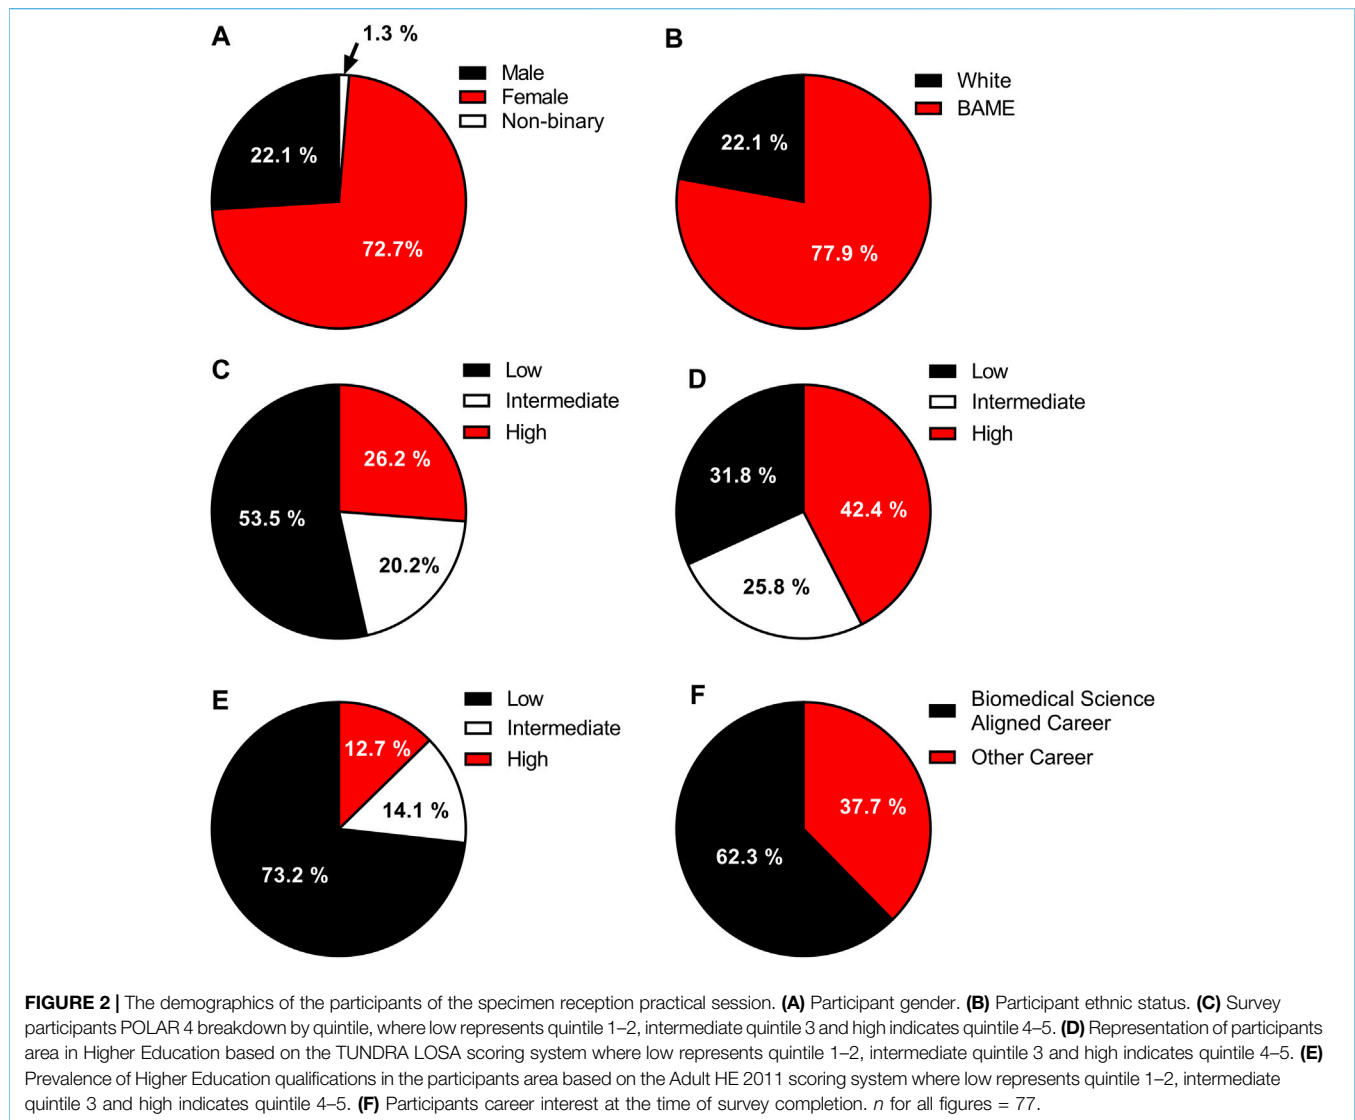 A
1.3 %
Male
Female
Non-binary
22.1 %
72.7%
B
White
BAME
22.1 %
77.9 %
C
Low
Intermediate
High
26.2 %
53.5 %
20.2%
D
Low
Intermediate
High
31.8 %
42.4 %
25.8 %
E
Low
Intermediate
High
12.7 %
14.1 %
73.2 %
F
Biomedical Science
Aligned Career
Other Career
37.7 %
62.3 %
FIGURE 2 | The demographics of the participants of the specimen reception practical session. (A) Participant gender. (B) Participant ethnic status. (C) Survey
participants POLAR 4 breakdown by quintile, where low represents quintile 1–2, intermediate quintile 3 and high indicates quintile 4–5. (D) Representation of participants
area in Higher Education based on the TUNDRA LOSA scoring system where low represents quintile 1–2, intermediate quintile 3 and high indicates quintile 4–5. (E)
Prevalence of Higher Education qualifications in the participants area based on the Adult HE 2011 scoring system where low represents quintile 1–2, intermediate
quintile 3 and high indicates quintile 4–5. (F) Participants career interest at the time of survey completion. n for all figures = 77.